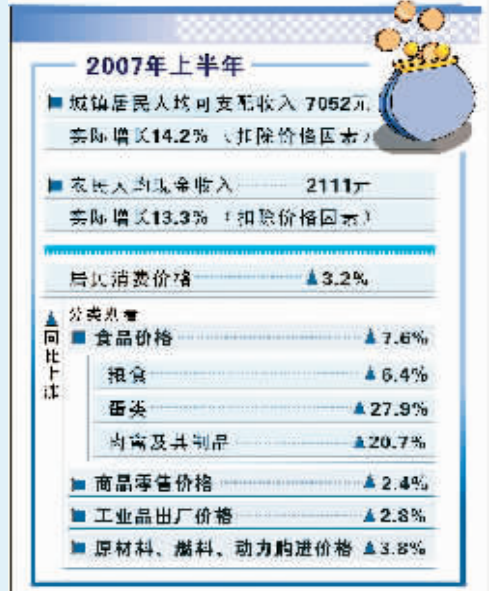 2007年上半年
城镇居民人均可支配收入 7052元
实际增长14.2% (扣除价格因素)
农民人均现金收入 2111元
实际增长13.3% (扣除价格因素)
居民消费价格 ▲3.2%
▲同比上涨
分类别看
食品价格 ▲7.6%
粮食 ▲6.4%
蛋类 ▲27.9%
肉禽及其制品 ▲20.7%
商品零售价格 ▲2.4%
工业品出厂价格 ▲2.8%
原材料、燃料、动力购进价格 ▲3.8%